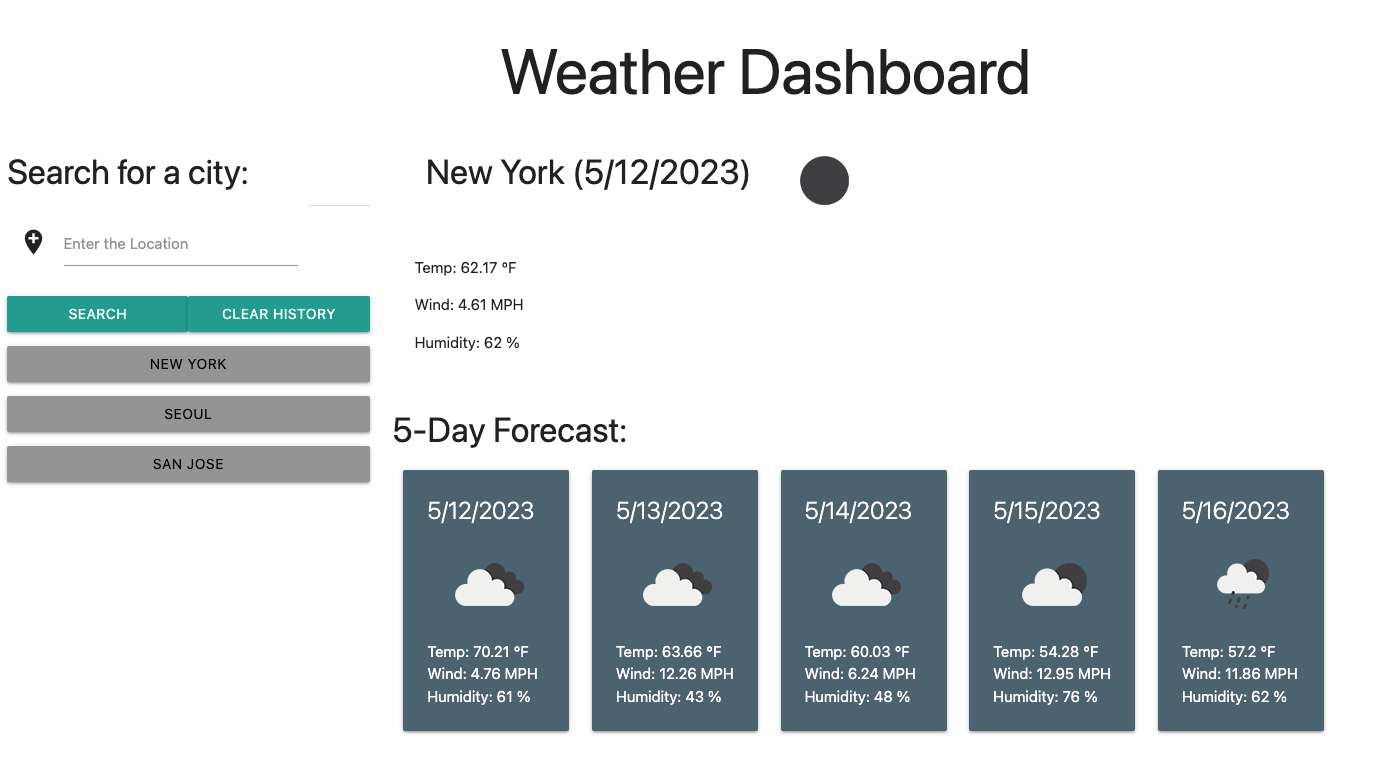 Weather Dashboard
Search for a city:
Enter the Location
SEARCH
CLEAR HISTORY
NEW YORK
SEOUL
SAN JOSE
New York (5/12/2023)
Temp: 62.17 °F
Wind: 4.61 MPH
Humidity: 62 %
5-Day Forecast:
5/12/2023
Temp: 70.21 °F
Wind: 4.76 MPH
Humidity: 61 %
5/13/2023
Temp: 63.66 °F
Wind: 12.26 MPH
Humidity: 43 %
5/14/2023
Temp: 60.03 °F
Wind: 6.24 MPH
Humidity: 48 %
5/15/2023
Temp: 54.28 °F
Wind: 12.95 MPH
Humidity: 76 %
5/16/2023
Temp: 57.2 °F
Wind: 11.86 MPH
Humidity: 62 %